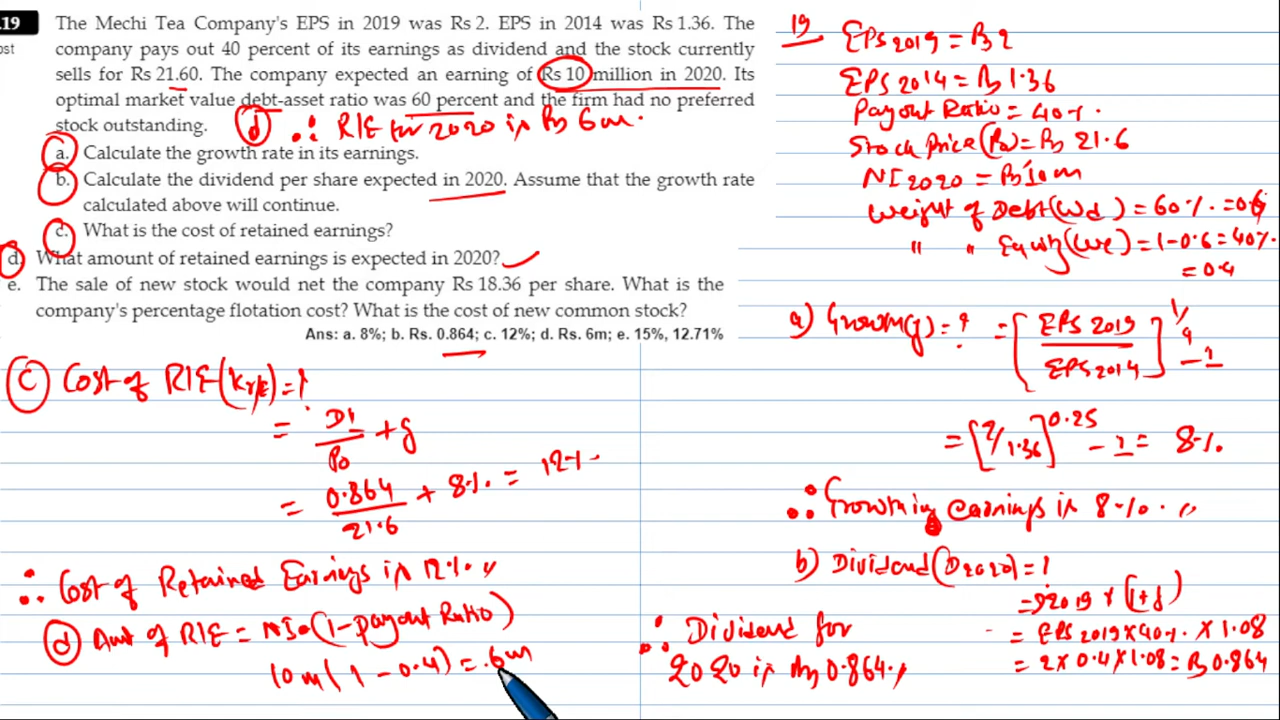 19 The Mechi Tea Company's EPS in 2019 was Rs 2. EPS in 2014 was Rs 1.36. The
ost company pays out 40 percent of its earnings as dividend and the stock currently
sells for Rs 21.60. The company expected an earning of Rs 10 million in 2020. Its
optimal market value debt-asset ratio was 60 percent and the firm had no preferred
stock outstanding.
(d) ∴ R/E for 2020 is Rs 6m.
a. Calculate the growth rate in its earnings.
b. Calculate the dividend per share expected in 2020. Assume that the growth rate
calculated above will continue.
c. What is the cost of retained earnings?
d. What amount of retained earnings is expected in 2020?
e. The sale of new stock would net the company Rs 18.36 per share. What is the
company's percentage flotation cost? What is the cost of new common stock?
Ans: a. 8%; b. Rs. 0.864; c. 12%; d. Rs. 6m; e. 15%, 12.71%
(c) Cost of R/E (Kr/E) = ?
= D1/P0 + g
= 0.864/21.6 + 8% = 12%
∴ Cost of Retained Earnings is 12%
(d) Amt of R/E = NI (1 - Payout Ratio)
10m (1 - 0.4) = 6m
19 EPS 2019 = Rs 2
EPS 2014 = Rs 1.36
Payout Ratio = 40%
Stock Price (P0) = Rs 21.6
NI 2020 = Rs 10m
Weight of Debt (Wd) = 60% = 0.6
" " Equity (We) = 1 - 0.6 = 40%
= 0.4
a) Growth (g) = ? = [EPS 2019/EPS 2014]^1/4 - 1
= [2/1.36]^0.25 - 1 = 8%
∴ Growth in earnings is 8%
b) Dividend (D2020) = ?
= D2019 × (1+g)
= EPS 2019 × 40% × 1.08
= 2 × 0.4 × 1.08 = Rs 0.864
∴ Dividend for
2020 is Rs 0.864